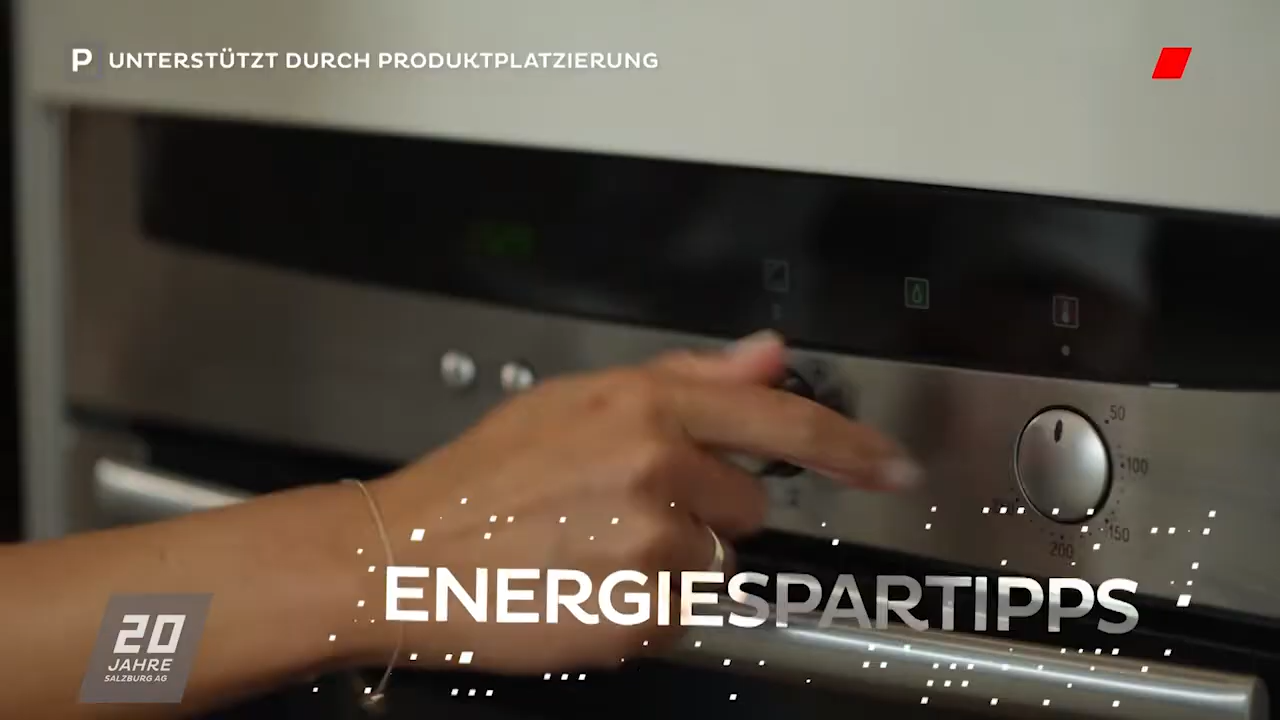 P UNTERSTÜTZT DURCH PRODUKTPLATZIERUNG
50
100
150
200
ENERGIESPARTIPPS
20
JAHRE
SALZBURG AG